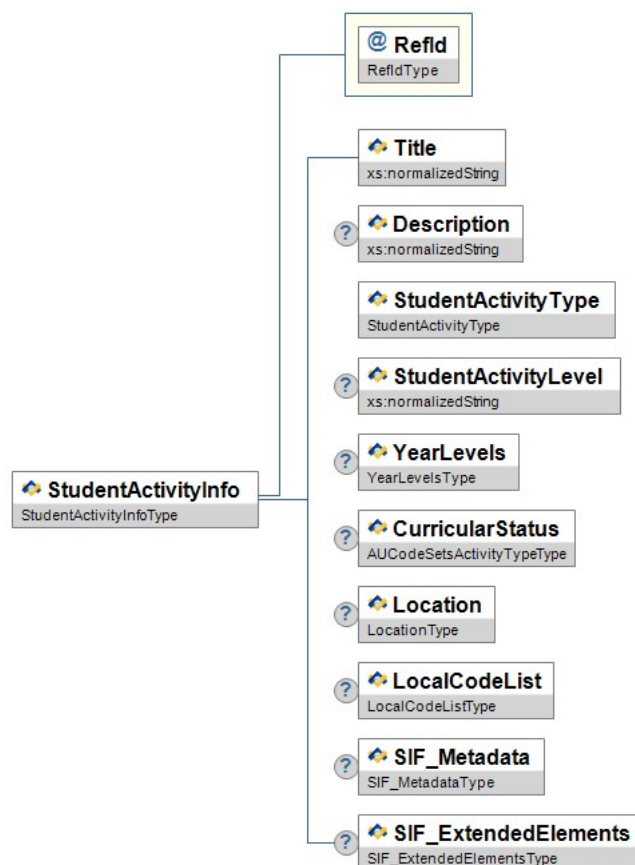 @ RefId
RefIdType
Title
xs:normalizedString
? Description
xs:normalizedString
StudentActivityType
StudentActivityType
? StudentActivityLevel
xs:normalizedString
? YearLevels
YearLevelsType
StudentActivityInfo
StudentActivityInfoType
? CurricularStatus
AUCodeSetsActivityTypeType
? Location
LocationType
? LocalCodeList
LocalCodeListType
? SIF_Metadata
SIF_MetadataType
? SIF_ExtendedElements
SIF_ExtendedElementsType